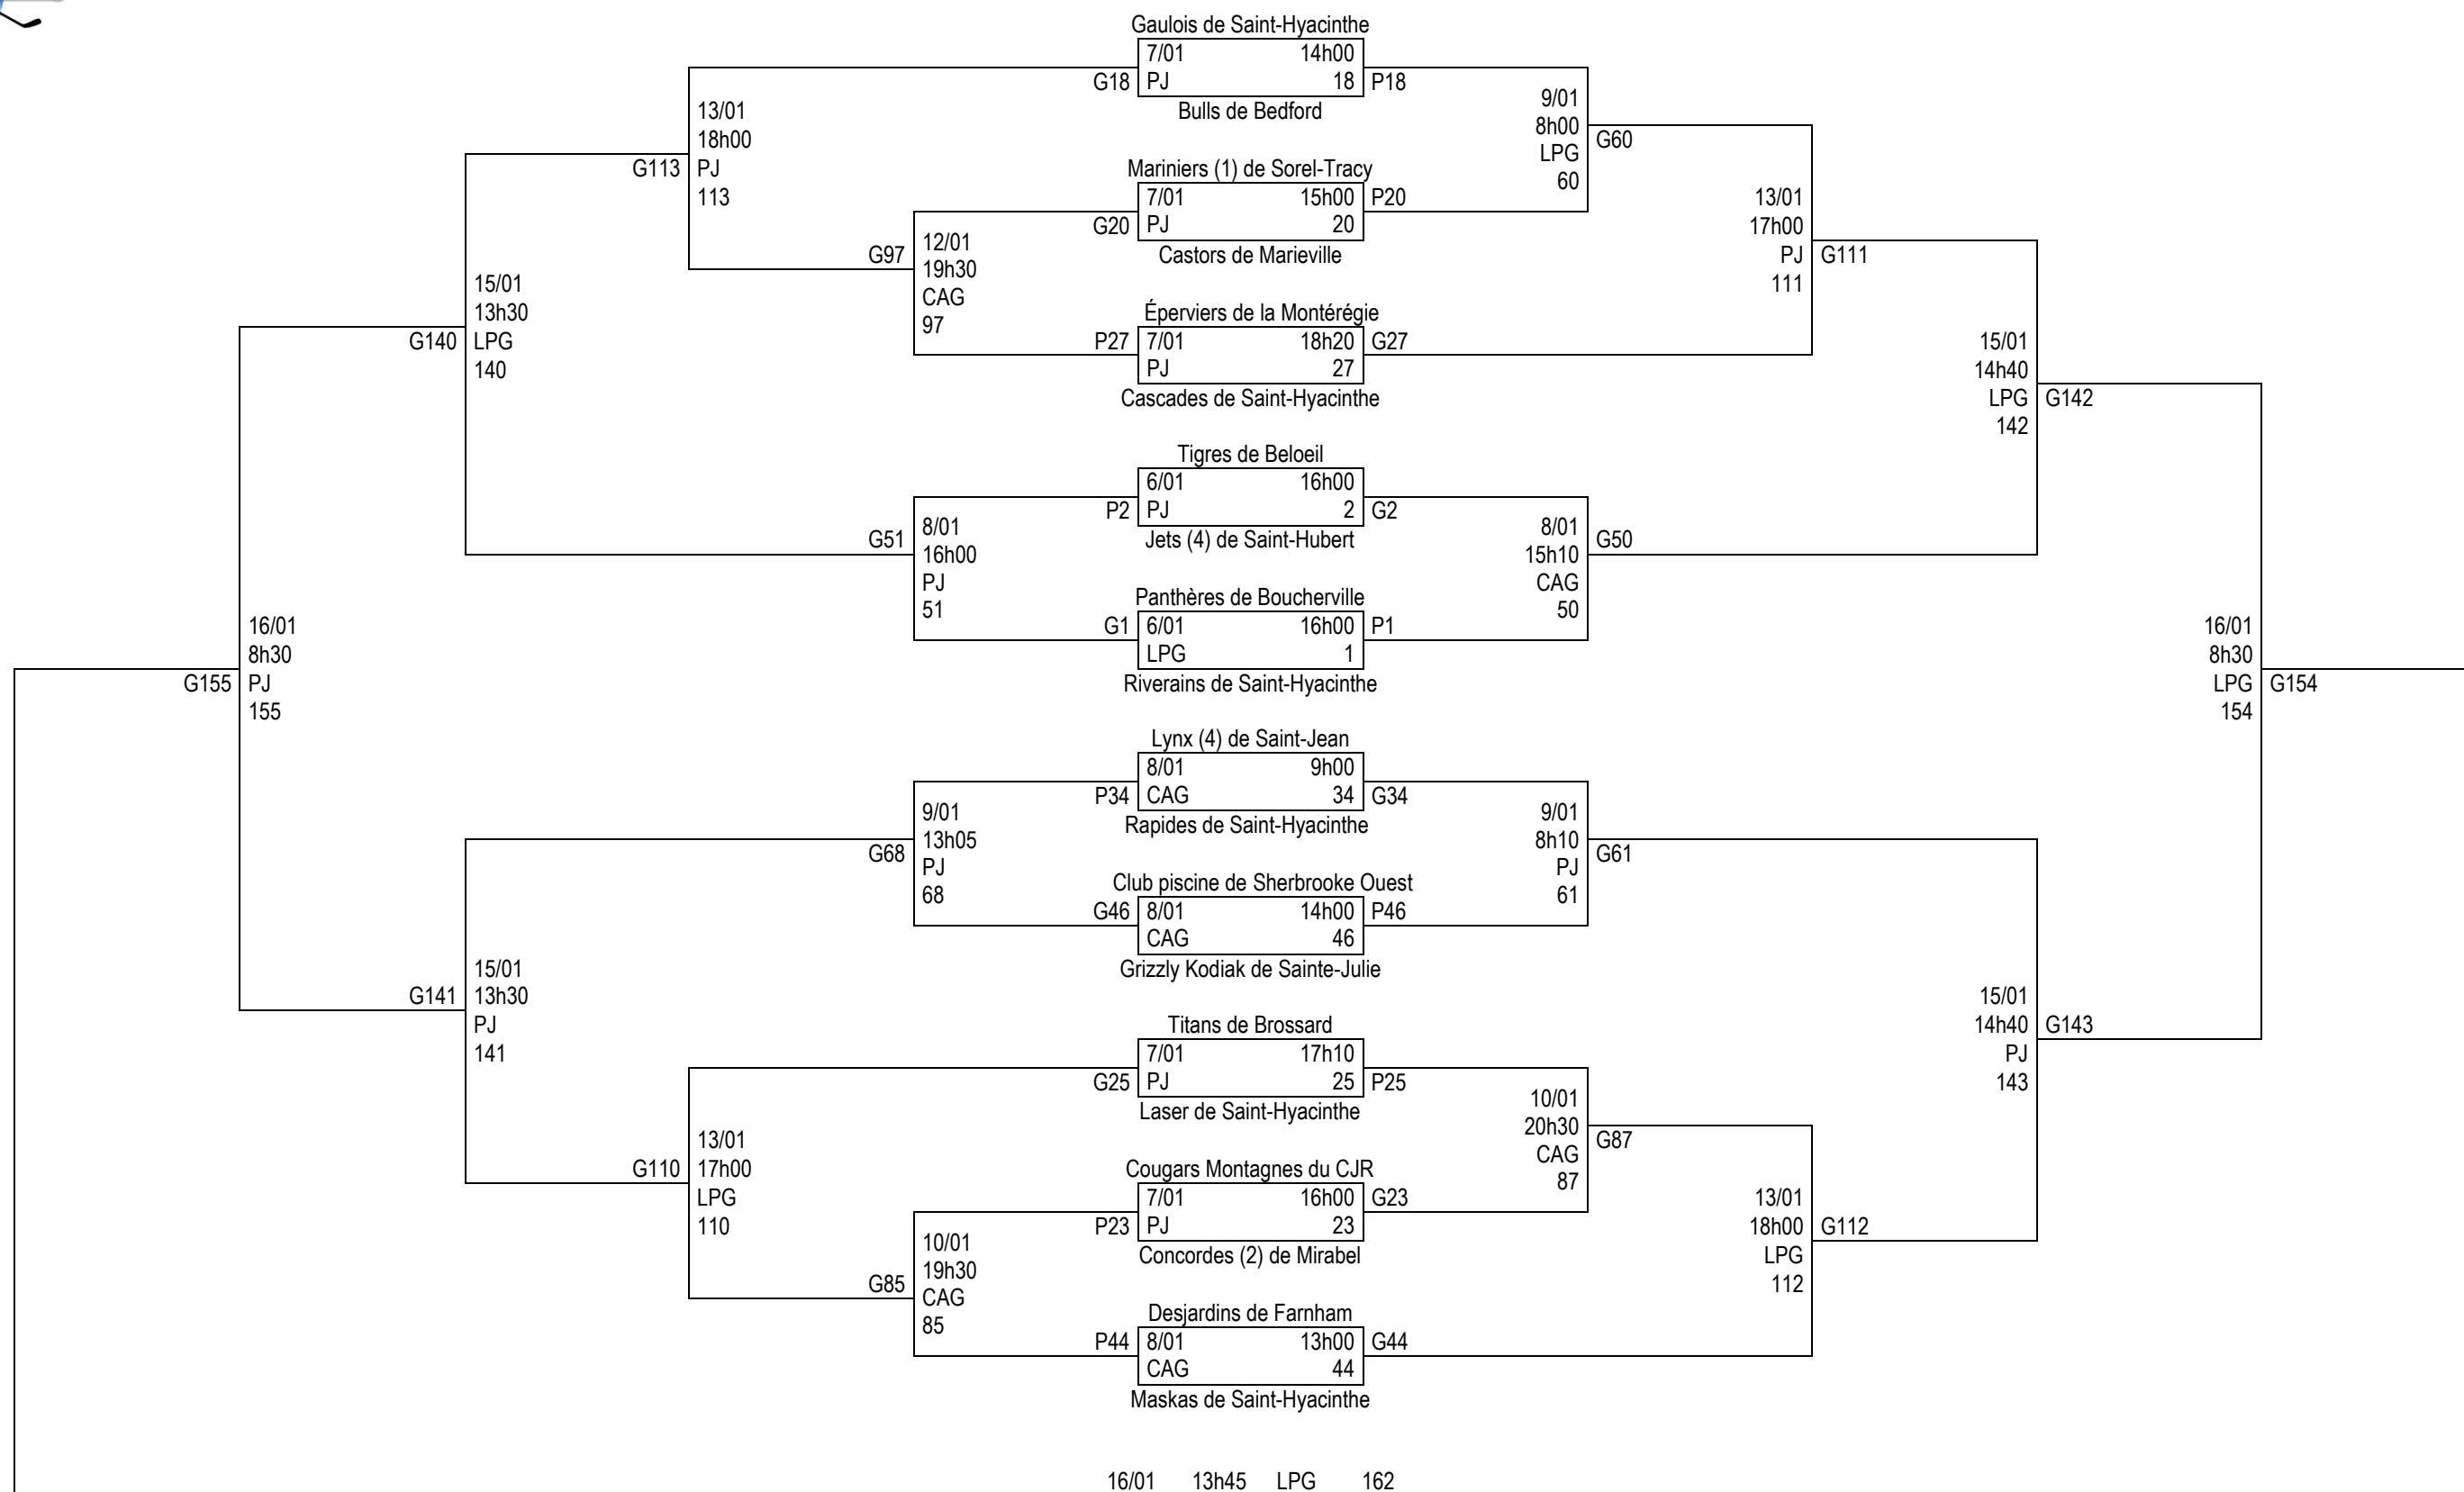 Gaulois de Saint-Hyacinthe
7/01 14h00
G18 PJ 18 P18
Bulls de Bedford
13/01
18h00
G113 PJ
113
9/01
8h00
LPG
60
G60
Mariniers (1) de Sorel-Tracy
7/01 15h00 P20
G20 PJ 20
Castors de Marieville
13/01
17h00
PJ G111
111
G97
12/01
19h30
CAG
97
Éperviers de la Montérégie
P27 7/01 18h20 G27
PJ 27
Cascades de Saint-Hyacinthe
15/01
13h30
G140 LPG
140
15/01
14h40
LPG G142
142
Tigres de Beloeil
6/01 16h00
P2 PJ 2 G2
Jets (4) de Saint-Hubert
8/01
G51 16h00
PJ
51
8/01
15h10 G50
CAG
50
Panthères de Boucherville
G1 6/01 16h00 P1
LPG 1
Riverains de Saint-Hyacinthe
16/01
8h30
G155 PJ
155
16/01
8h30
LPG G154
154
Lynx (4) de Saint-Jean
8/01 9h00
P34 CAG 34 G34
Rapides de Saint-Hyacinthe
9/01
13h05
G68 PJ
68
9/01
8h10
PJ G61
61
Club piscine de Sherbrooke Ouest
G46 8/01 14h00 P46
CAG 46
Grizzly Kodiak de Sainte-Julie
15/01
G141 13h30
PJ
141
15/01
14h40 G143
PJ
143
Titans de Brossard
7/01 17h10
G25 PJ 25 P25
Laser de Saint-Hyacinthe
13/01
G110 17h00
LPG
110
10/01
20h30 G87
CAG
87
Cougars Montagnes du CJR
7/01 16h00 G23
P23 PJ 23
Concordes (2) de Mirabel
13/01
18h00 G112
LPG
112
10/01
19h30
G85 CAG
85
Desjardins de Farnham
P44 8/01 13h00 G44
CAG 44
Maskas de Saint-Hyacinthe
16/01 13h45 LPG 162